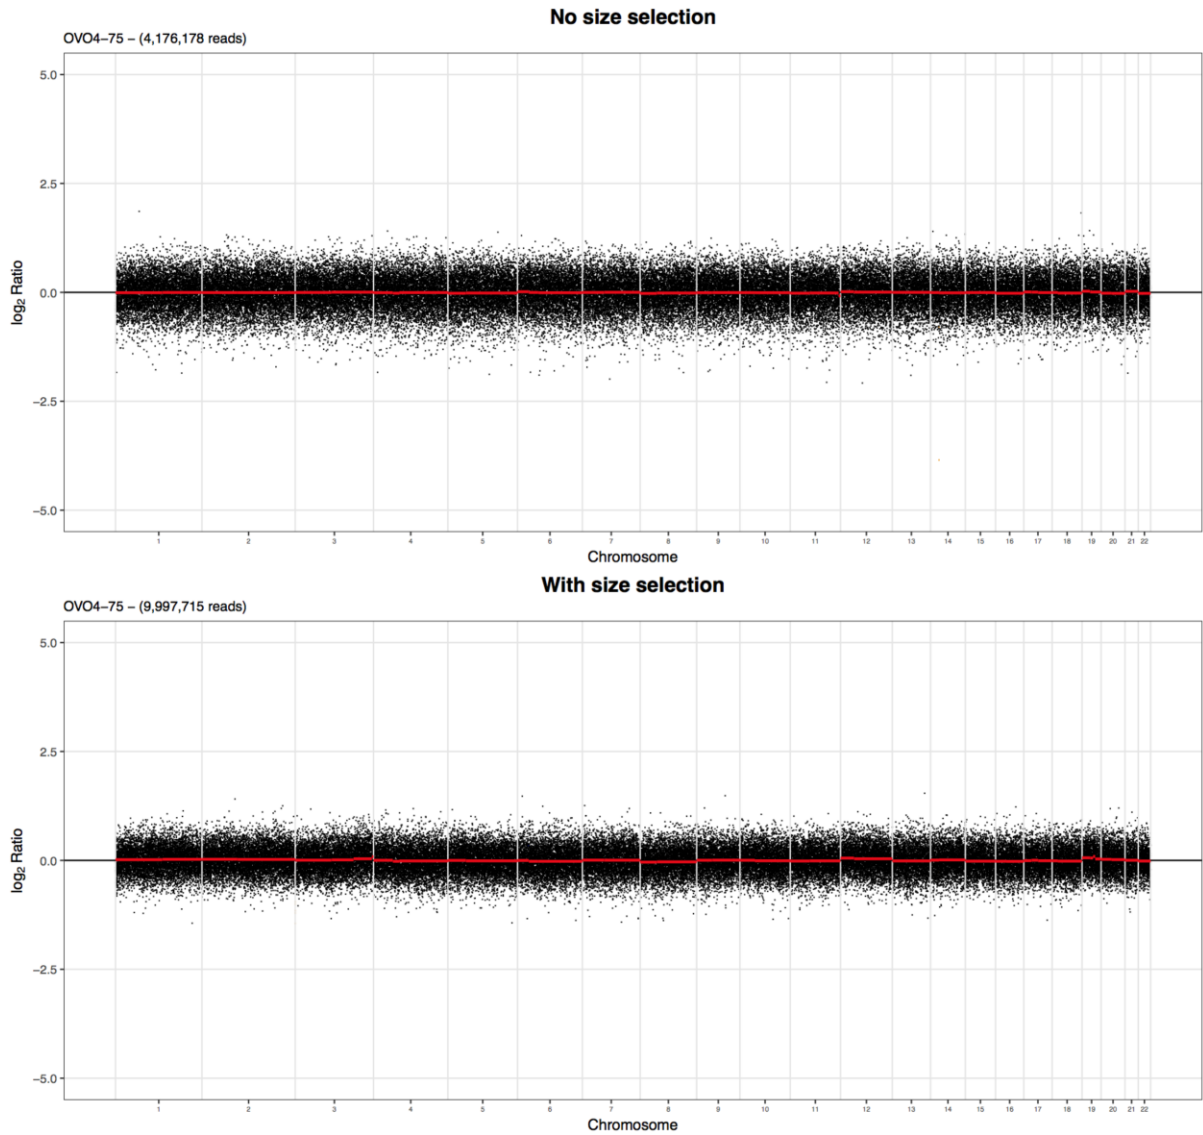 No size selection
OVO4–75 – (4,176,178 reads)
5.0
2.5
0.0
−2.5
−5.0
log2 Ratio
1 2 3 4 5 6 7 8 9 10 11 12 13 14 15 16 17 18 19 20 21 22
Chromosome
With size selection
OVO4–75 – (9,997,715 reads)
5.0
2.5
0.0
−2.5
−5.0
log2 Ratio
1 2 3 4 5 6 7 8 9 10 11 12 13 14 15 16 17 18 19 20 21 22
Chromosome